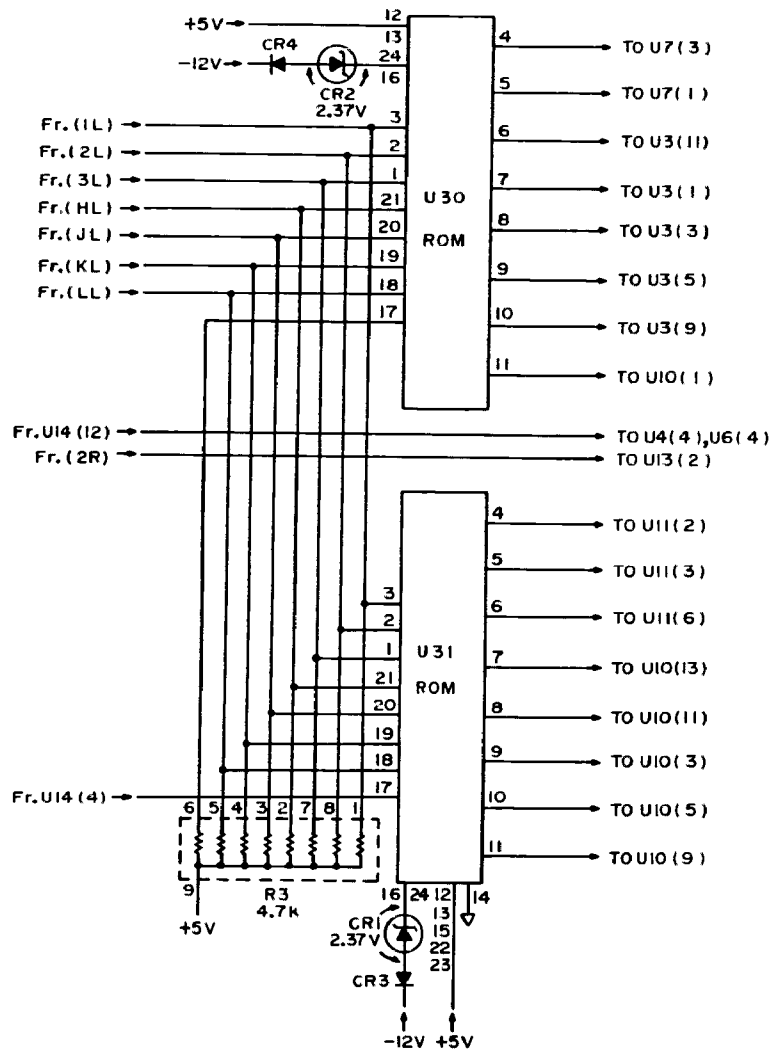 +5V
12
13
CR4
-12V
24
16
CR2
2.37V
4
TO U7(3)
5
TO U7(1)
Fr.(1L)
3
Fr.(2L)
2
6
TO U3(11)
Fr.(3L)
1
7
TO U3(1)
Fr.(HL)
21
U30
ROM
Fr.(JL)
20
8
TO U3(3)
Fr.(KL)
19
9
TO U3(5)
Fr.(LL)
18
17
10
TO U3(9)
11
TO U10(1)
Fr.U14(12)
TO U4(4),U6(4)
Fr.(2R)
TO U13(2)
4
TO U11(2)
5
TO U11(3)
3
6
TO U11(6)
2
1
U31
ROM
7
TO U10(13)
21
20
8
TO U10(11)
19
9
TO U10(3)
18
Fr.U14(4)
17
10
TO U10(5)
6 5 4 3 2 7 8 1
11
TO U10(9)
9
R3
4.7K
+5V
16 24 12 14
13
15
22
23
CR1
2.37V
CR3
-12V +5V